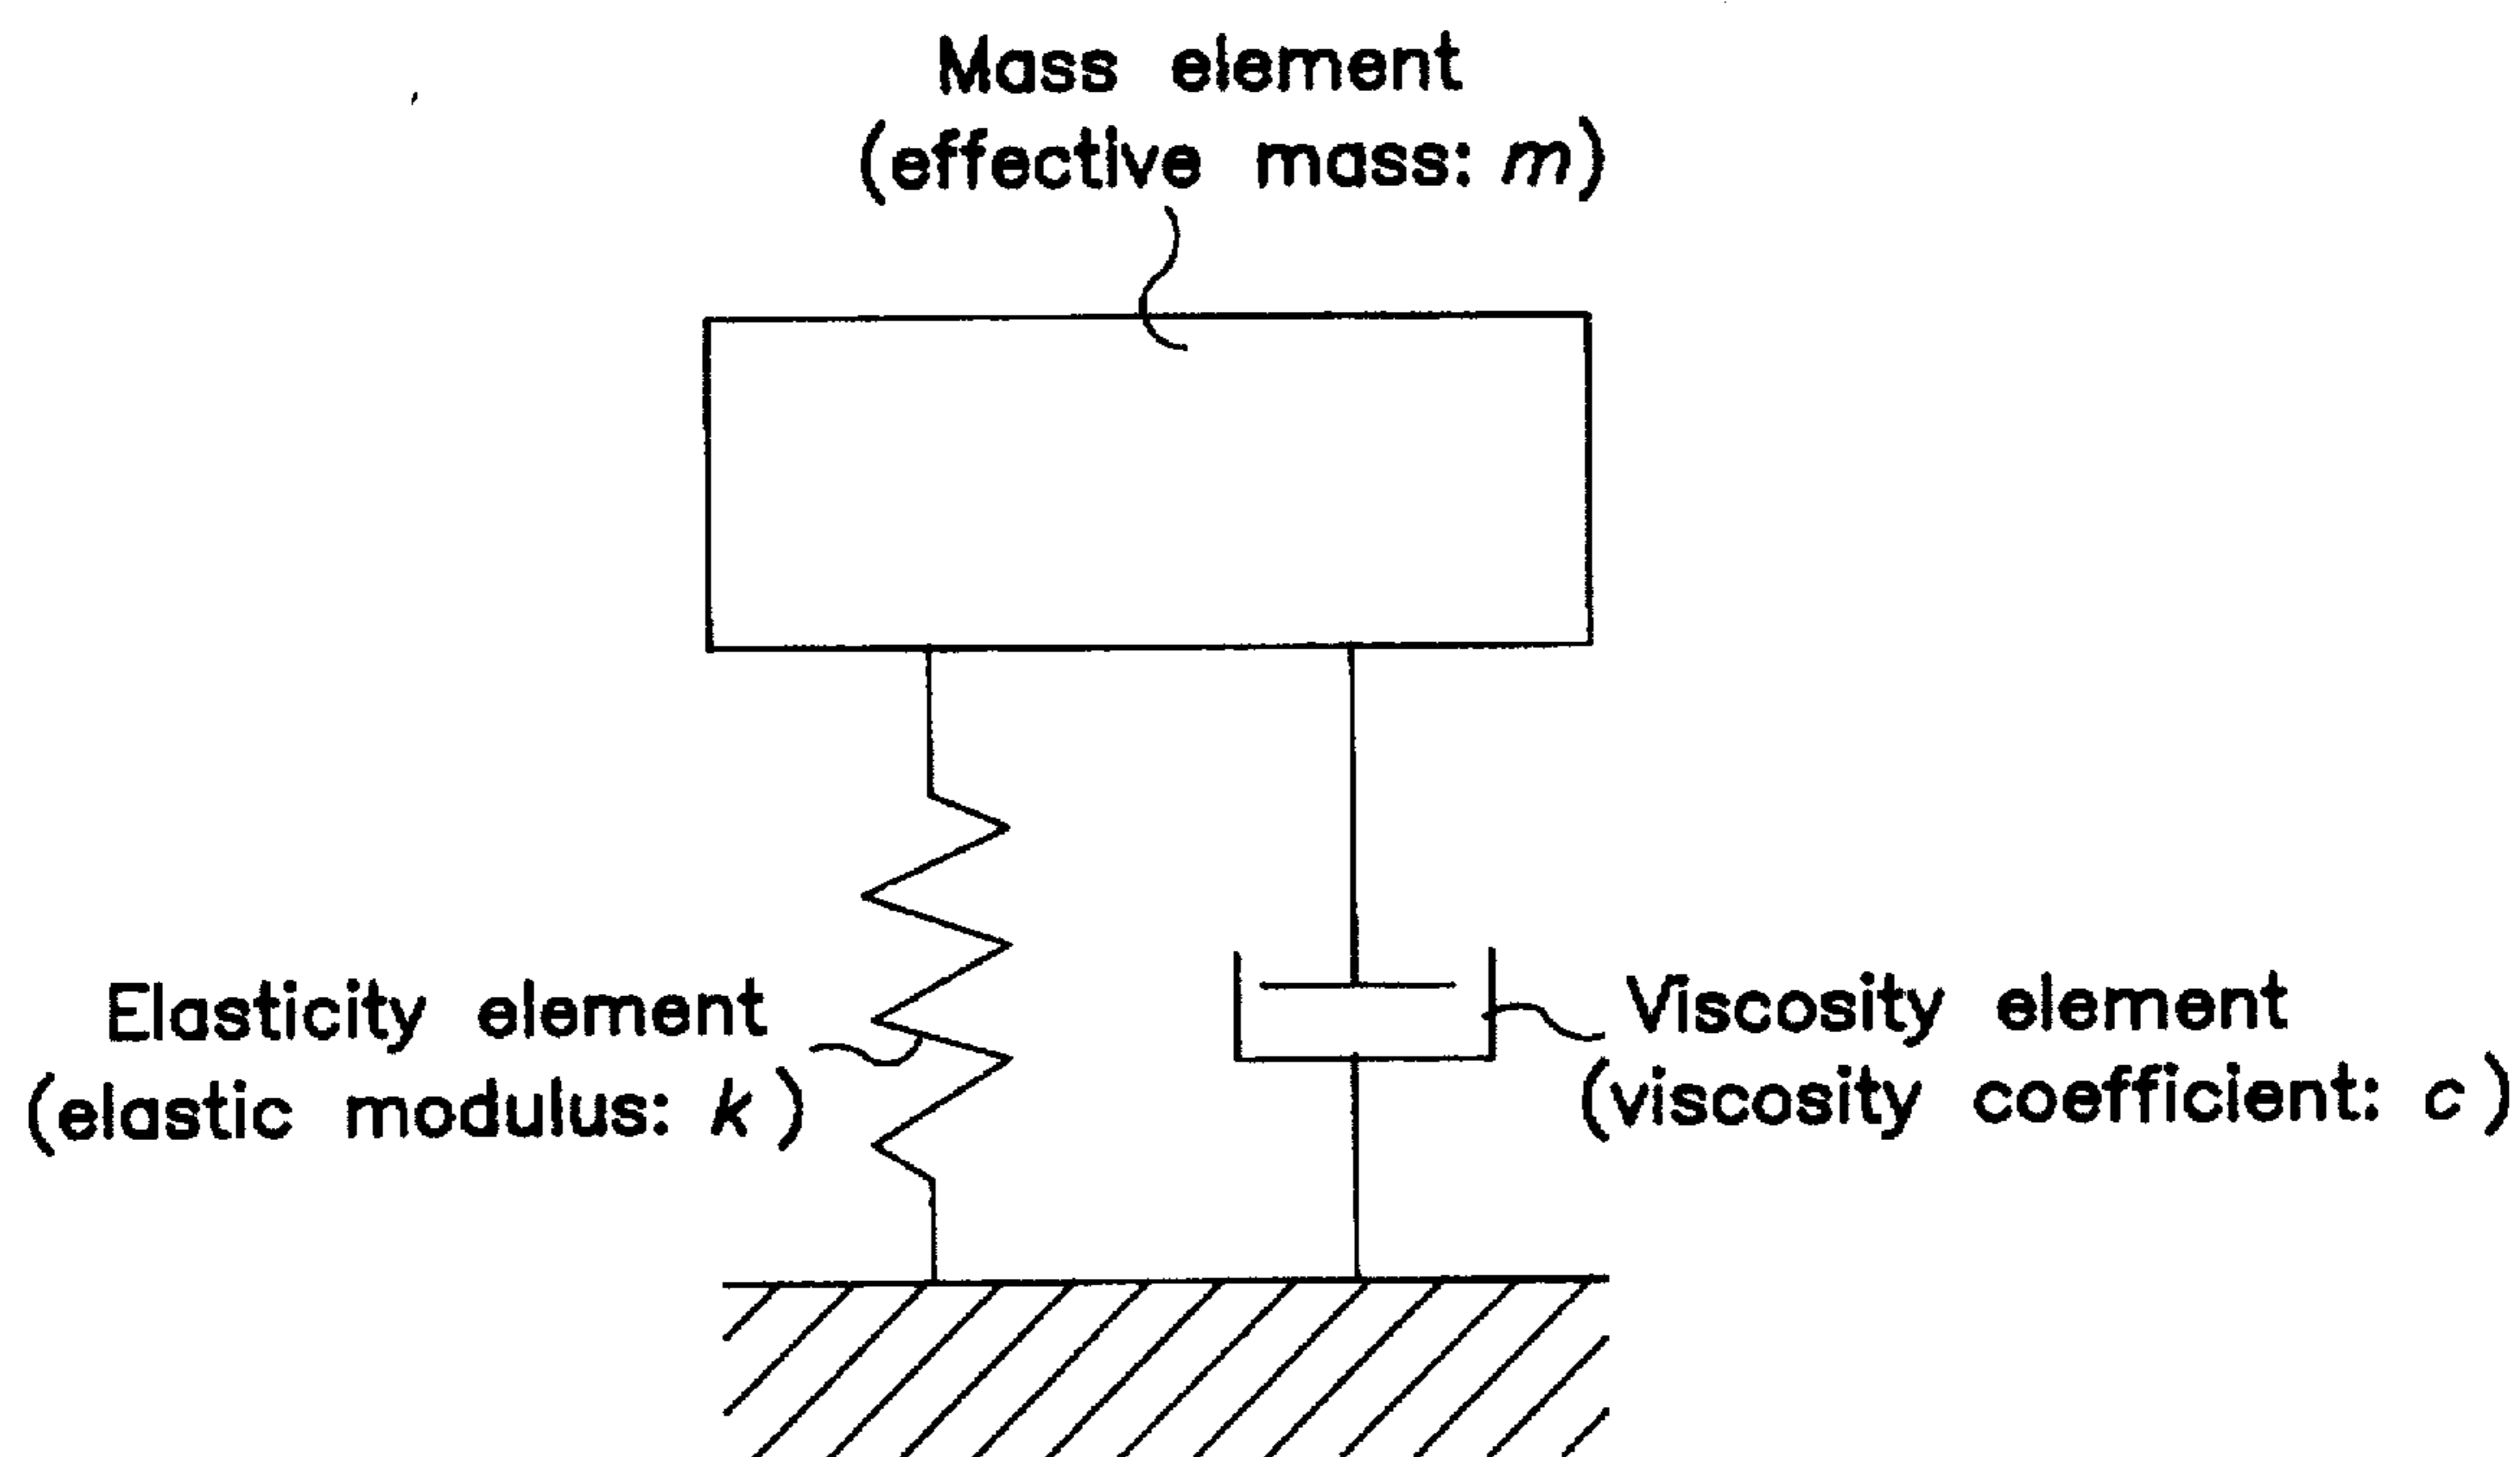 Mass element
(effective mass: m)
Elasticity element
(elastic modulus: k)
Viscosity element
(viscosity coefficient: c)